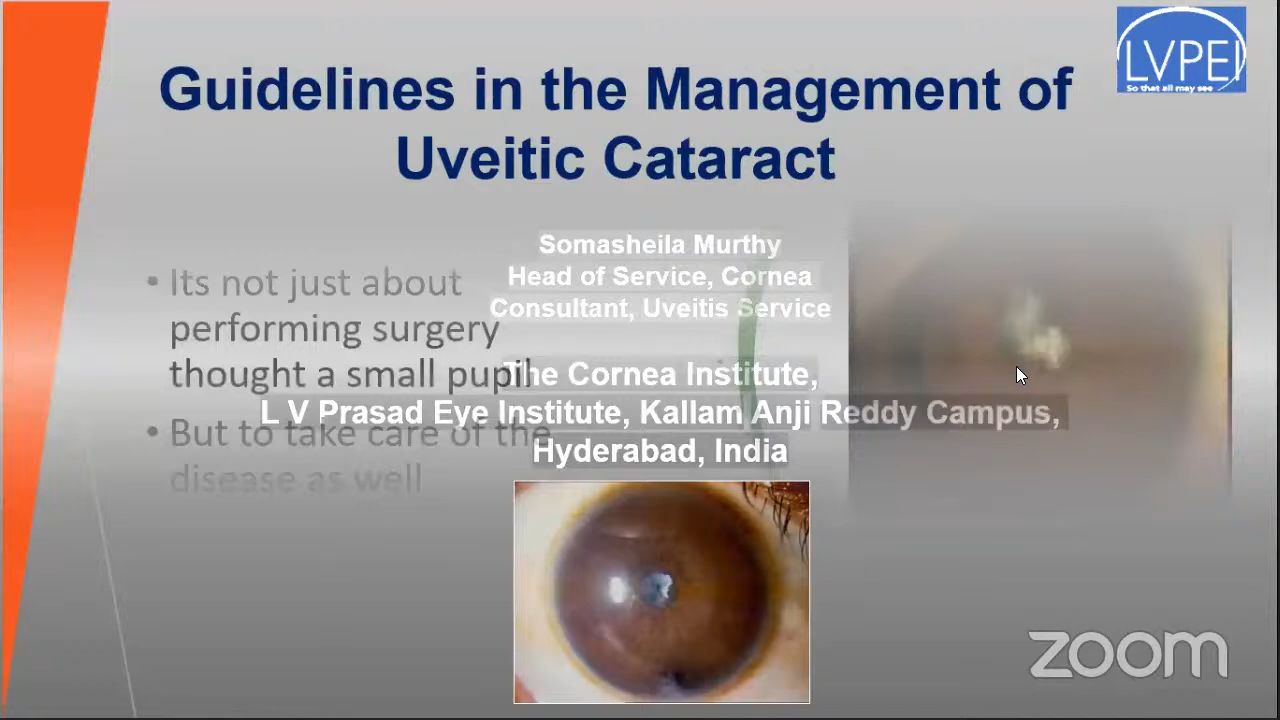 LVPEI
So that all may see
Guidelines in the Management of
Uveitic Cataract
Somasheila Murthy
Head of Service, Cornea
Consultant, Uveitis Service
The Cornea Institute,
L V Prasad Eye Institute, Kallam Anji Reddy Campus,
Hyderabad, India
• Its not just about
performing surgery
thought a small pupil
• But to take care of the
disease as well
zoom